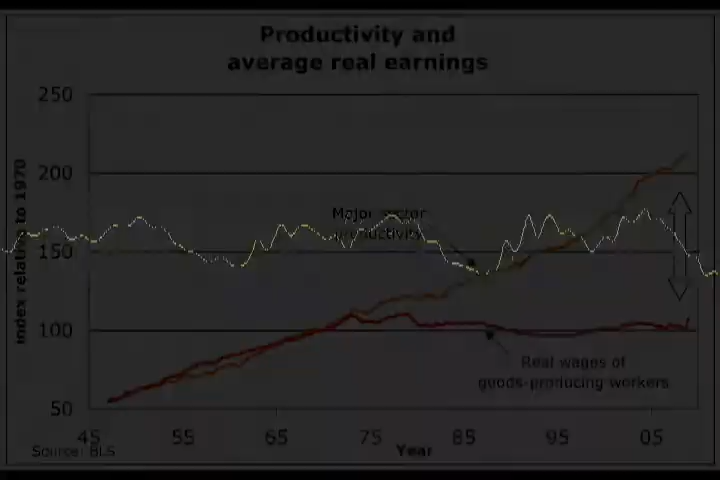 Productivity and
average real earnings
250
200
150
100
50
index relative to 1970
Major sector
productivity
Real wages of
goods-producing workers
45 55 65 75 85 95 05
Year
Source: BLS